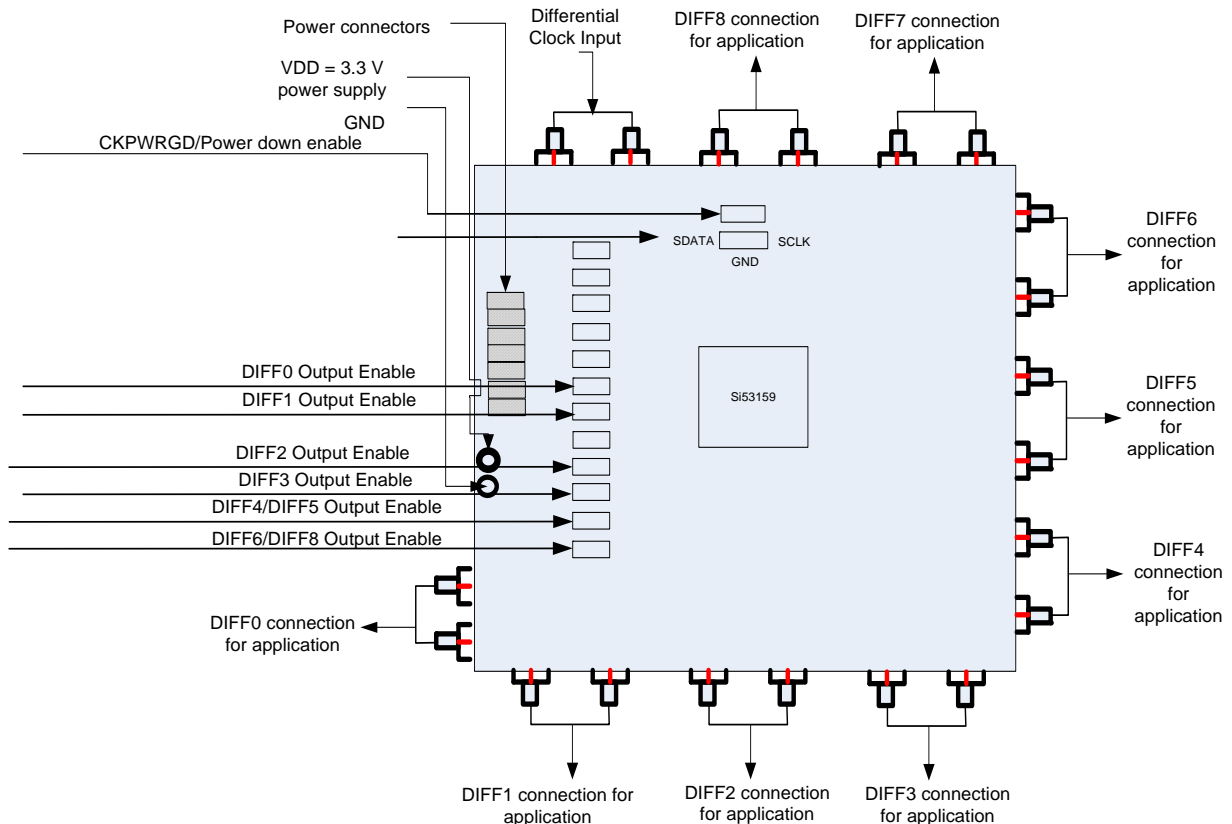 Power connectors
Differential
Clock Input
DIFF8 connection
for application
DIFF7 connection
for application
VDD = 3.3 V
power supply
GND
CKPWRGD/Power down enable
SDATA
SCLK
GND
DIFF6
connection
for
application
DIFF0 Output Enable
DIFF1 Output Enable
Si53159
DIFF5
connection
for
application
DIFF2 Output Enable
DIFF3 Output Enable
DIFF4/DIFF5 Output Enable
DIFF6/DIFF8 Output Enable
DIFF4
connection
for
application
DIFF0 connection
for application
DIFF1 connection for
application
DIFF2 connection
for application
DIFF3 connection
for application